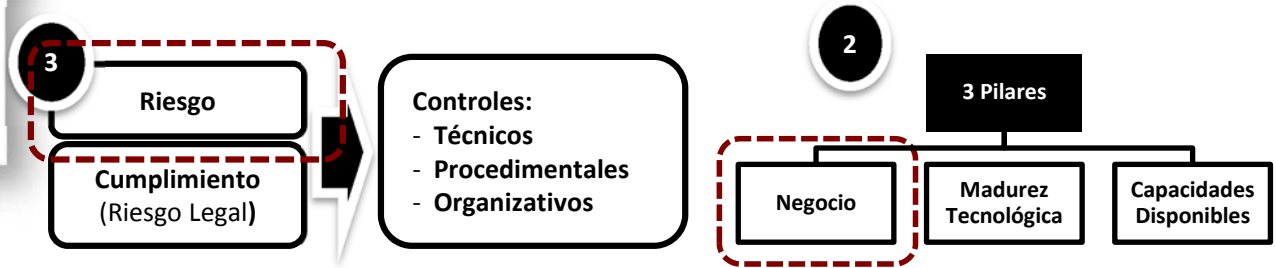 3
Riesgo
Cumplimiento
(Riesgo Legal)
Controles:
- Técnicos
- Procedimentales
- Organizativos
2
3 Pilares
Negocio
Madurez
Tecnológica
Capacidades
Disponibles